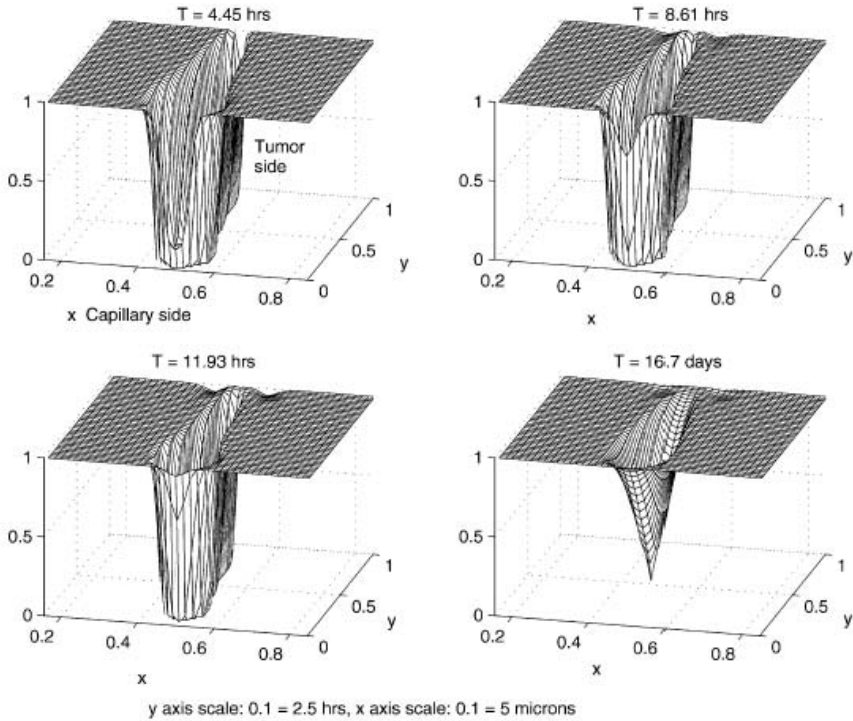 T = 4.45 hrs
1
0.5
0
0.2
0.4
0.6
0.8
0
0.5
1
y
Tumor
side
x Capillary side
T = 8.61 hrs
1
0.5
0
0.2
0.4
0.6
0.8
0
0.5
1
y
x
T = 11.93 hrs
1
0.5
0
0.2
0.4
0.6
0.8
0
0.5
1
y
x
T = 16.7 days
1
0.5
0
0.2
0.4
0.6
0.8
0
0.5
1
y
x
y axis scale: 0.1 = 2.5 hrs, x axis scale: 0.1 = 5 microns